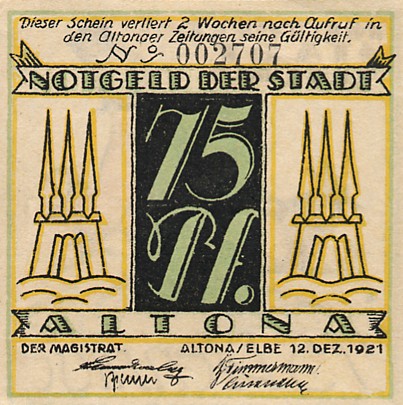 Dieser Schein verliert 2 Wochen nach Aufruf in
den Altonaer Zeitungen seine Gültigkeit.
No 002707
NOTGELD DER STADT
75
Pf.
ALTONA
DER MAGISTRAT. ALTONA/ELBE 12. DEZ. 1921